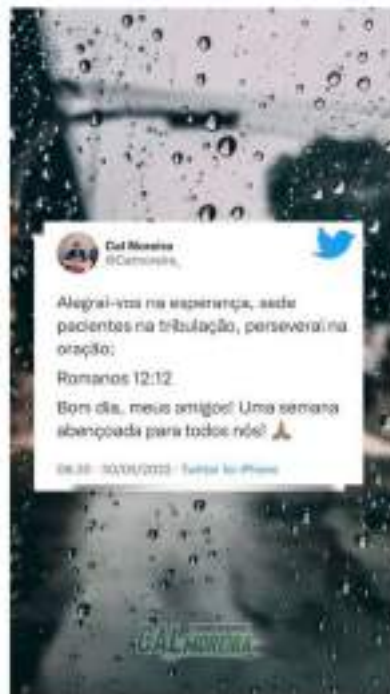 Cal Moreira
@Calmoreira_
Alegrai-vos na esperança, sede
pacientes na tribulação, perseverai na
oração;
Romanos 12:12
Bom dia, meus amigos! Uma semana
abençoada para todos nós! 🙏🏽
Twitter for iPhone
MOREIRA